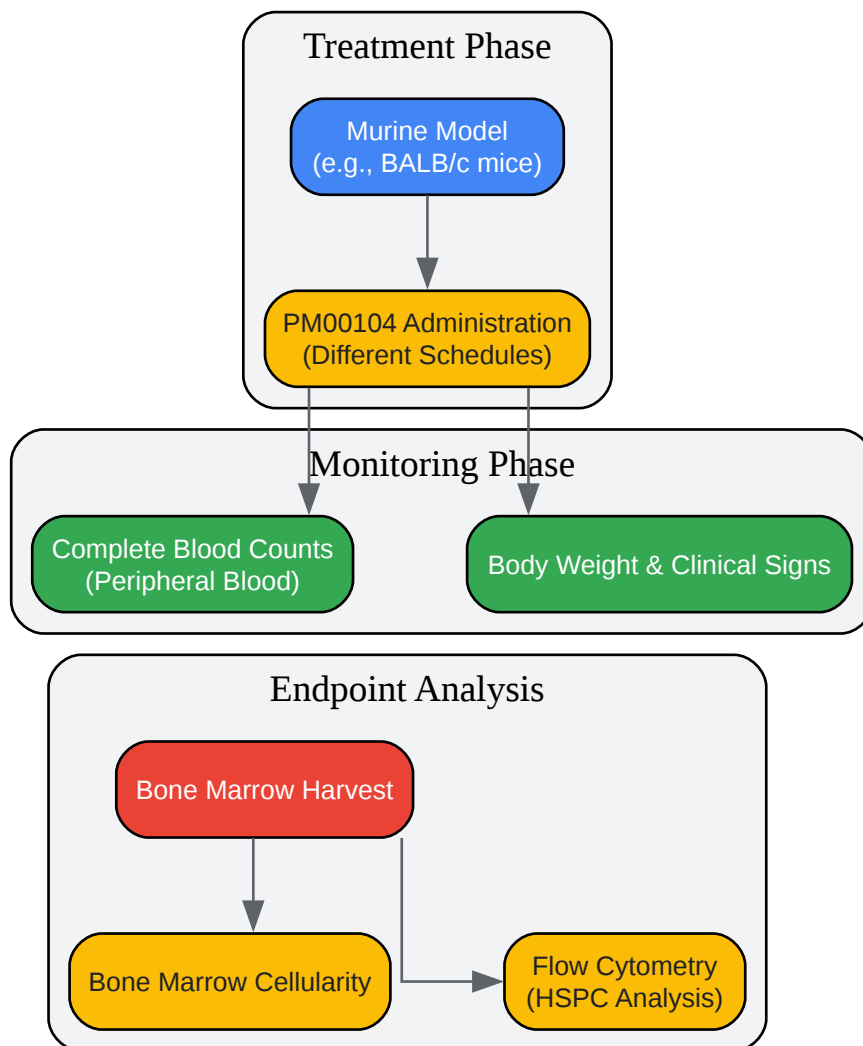 Treatment Phase
Murine Model
(e.g., BALB/c mice)
PM00104 Administration
(Different Schedules)
Monitoring Phase
Complete Blood Counts
(Peripheral Blood)
Body Weight & Clinical Signs
Endpoint Analysis
Bone Marrow Harvest
Bone Marrow Cellularity
Flow Cytometry
(HSPC Analysis)